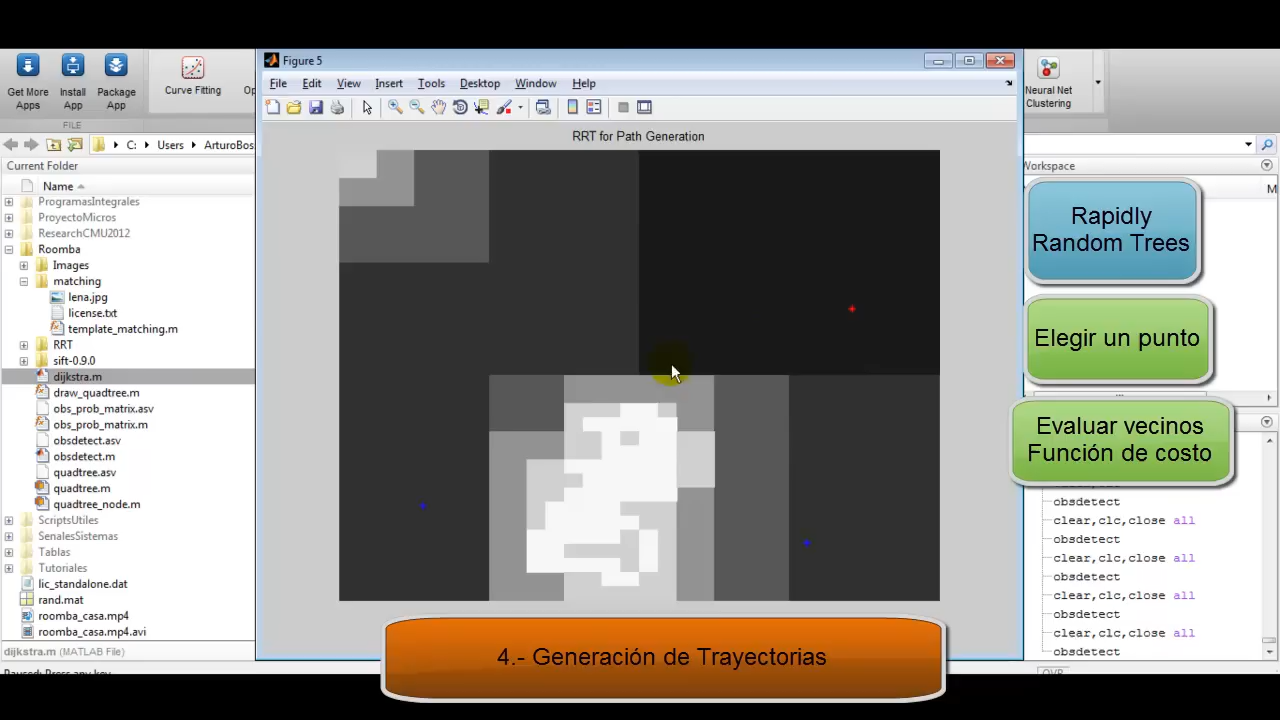 Figure 5
File Edit View Insert Tools Desktop Window Help
Get More Apps
Install App
Package App
Curve Fitting
Neural Net Clustering
FILE
C: Users ArturoBos
Current Folder
Name
ProgramasIntegrales
ProyectoMicros
ResearchCMU2012
Roomba
Images
matching
lena.jpg
license.txt
template_matching.m
RRT
sift-0.9.0
dijkstra.m
draw_quadtree.m
obs_prob_matrix.asv
obs_prob_matrix.m
obsdetect.asv
obsdetect.m
quadtree.asv
quadtree.m
quadtree_node.m
ScriptsUtiles
SenalesSistemas
Tablas
Tutoriales
lic_standalone.dat
rand.mat
roomba_casa.mp4
roomba_casa.mp4.avi
dijkstra.m (MATLAB File)
RRT for Path Generation
Workspace
M
Rapidly
Random Trees
Elegir un punto
Evaluar vecinos
Función de costo
obsdetect
clear,clc,close all
obsdetect
clear,clc,close all
obsdetect
clear,clc,close all
obsdetect
clear,clc,close all
obsdetect
4.- Generación de Trayectorias